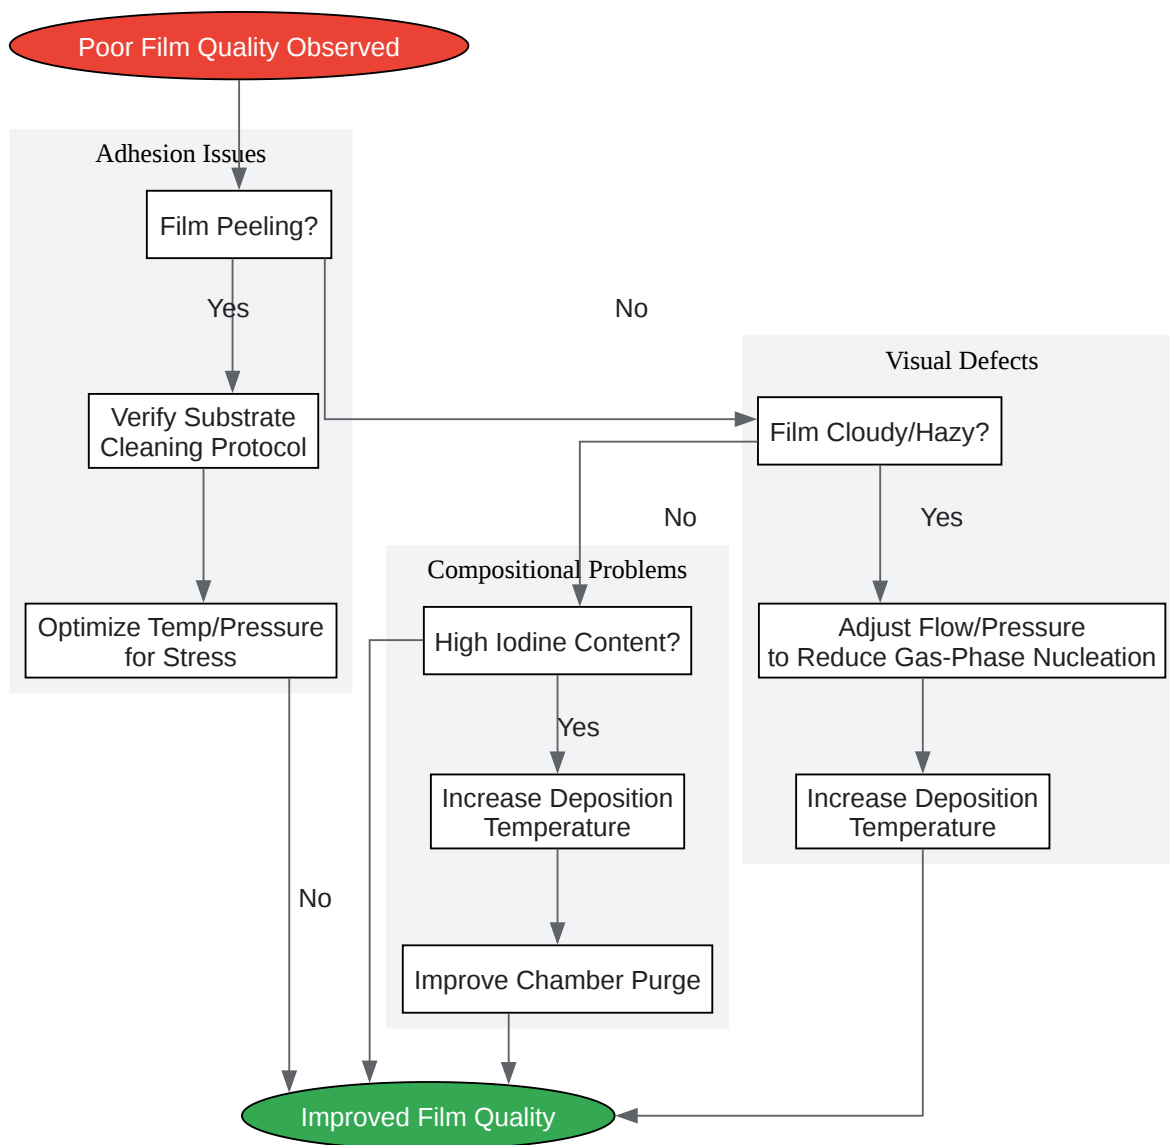 Poor Film Quality Observed
Adhesion Issues
Film Peeling?
Yes
No
Verify Substrate
Cleaning Protocol
Optimize Temp/Pressure
for Stress
Visual Defects
Film Cloudy/Hazy?
No
Yes
Compositional Problems
High Iodine Content?
Adjust Flow/Pressure
to Reduce Gas-Phase Nucleation
Yes
Increase Deposition
Temperature
Increase Deposition
Temperature
No
Improve Chamber Purge
Improved Film Quality